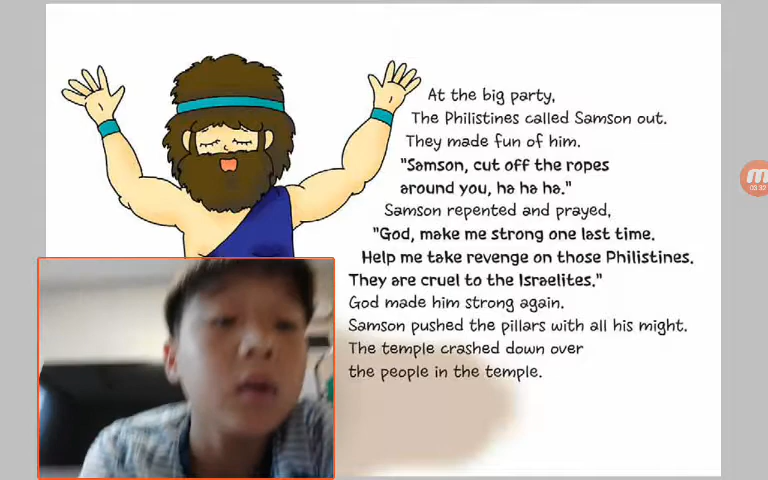 At the big party,
The Philistines called Samson out.
They made fun of him.
"Samson, cut off the ropes
around you, ha ha ha."
Samson repented and prayed,
"God, make me strong one last time.
Help me take revenge on those Philistines.
They are cruel to the Israelites."
God made him strong again.
Samson pushed the pillars with all his might.
The temple crashed down over
the people in the temple.
M
03:32